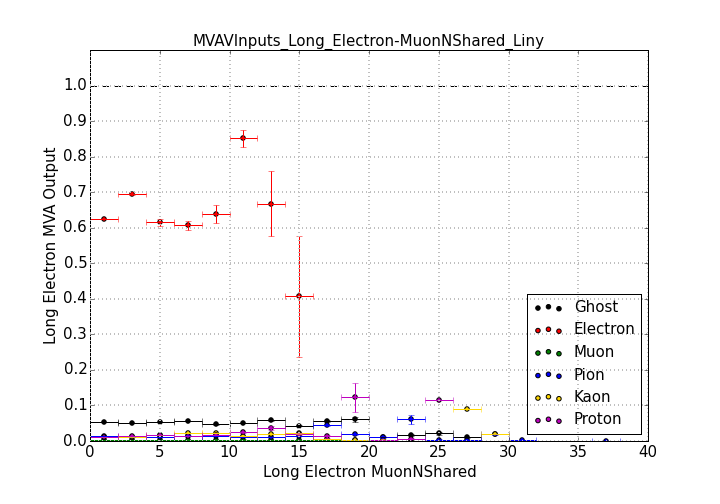 MVAVInputs_Long_Electron-MuonNShared_Liny
Long Electron MVA Output
1.0
0.9
0.8
0.7
0.6
0.5
0.4
0.3
0.2
0.1
0.0
Ghost
Electron
Muon
Pion
Kaon
Proton
0 5 10 15 20 25 30 35 40
Long Electron MuonNShared